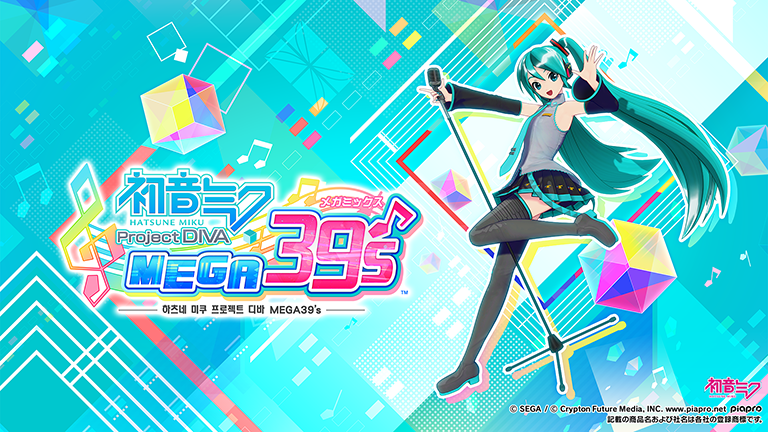 初音ミク
HATSUNE MIKU
Project DIVA
メガミックス
MEGA39's
TM
하츠네 미쿠 프로젝트 디바 MEGA39's
初音ミク
© SEGA / © Crypton Future Media, INC. www.piapro.net piapro
記載の商品名および社名は各社の登録商標です。